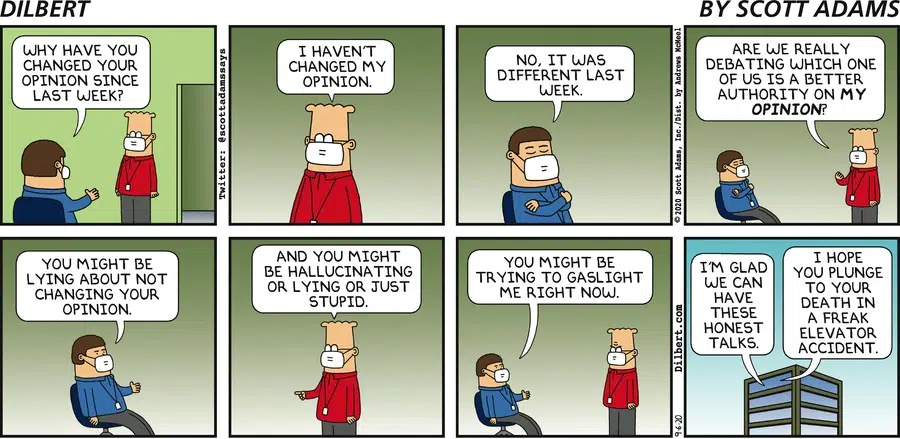 DILBERT
BY SCOTT ADAMS
WHY HAVE YOU
CHANGED YOUR
OPINION SINCE
LAST WEEK?
Twitter: @scottadamssays
I HAVEN'T
CHANGED MY
OPINION.
NO, IT WAS
DIFFERENT LAST
WEEK.
©2020 Scott Adams, Inc./Dist. by Andrews McMeel
ARE WE REALLY
DEBATING WHICH ONE
OF US IS A BETTER
AUTHORITY ON MY
OPINION?
YOU MIGHT BE
LYING ABOUT NOT
CHANGING YOUR
OPINION.
AND YOU MIGHT
BE HALLUCINATING
OR LYING OR JUST
STUPID.
YOU MIGHT BE
TRYING TO GASLIGHT
ME RIGHT NOW.
9-6-20
Dilbert.com
I'M GLAD
WE CAN
HAVE
THESE
HONEST
TALKS.
I HOPE
YOU PLUNGE
TO YOUR
DEATH IN
A FREAK
ELEVATOR
ACCIDENT.